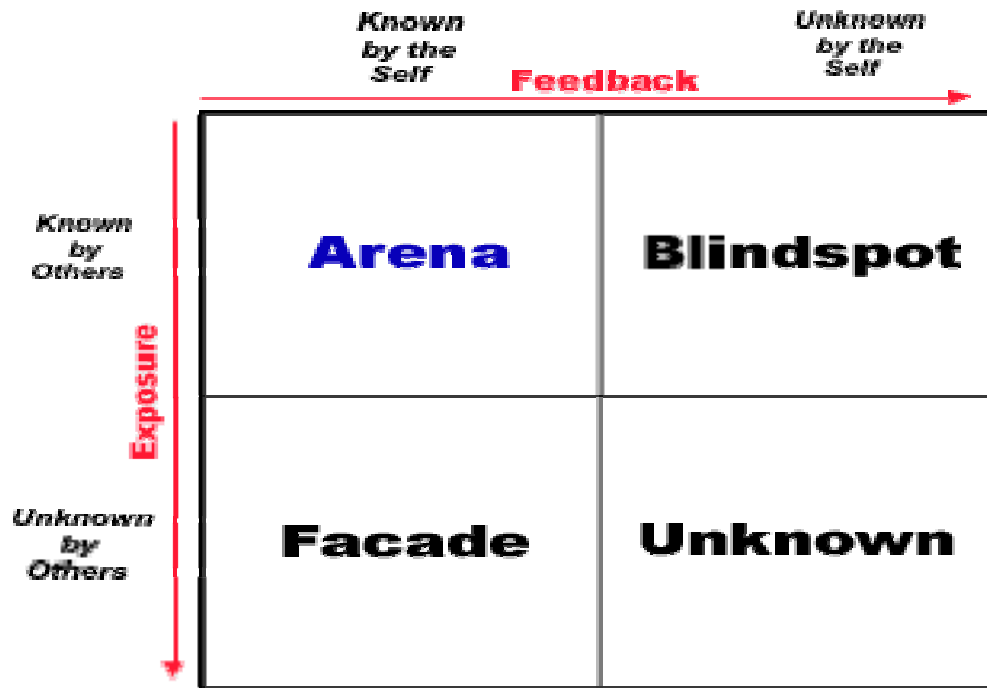 Known
by the
Self
Unknown
by the
Self
Feedback
Known
by
Others
Arena
Blindspot
Exposure
Unknown
by
Others
Facade
Unknown